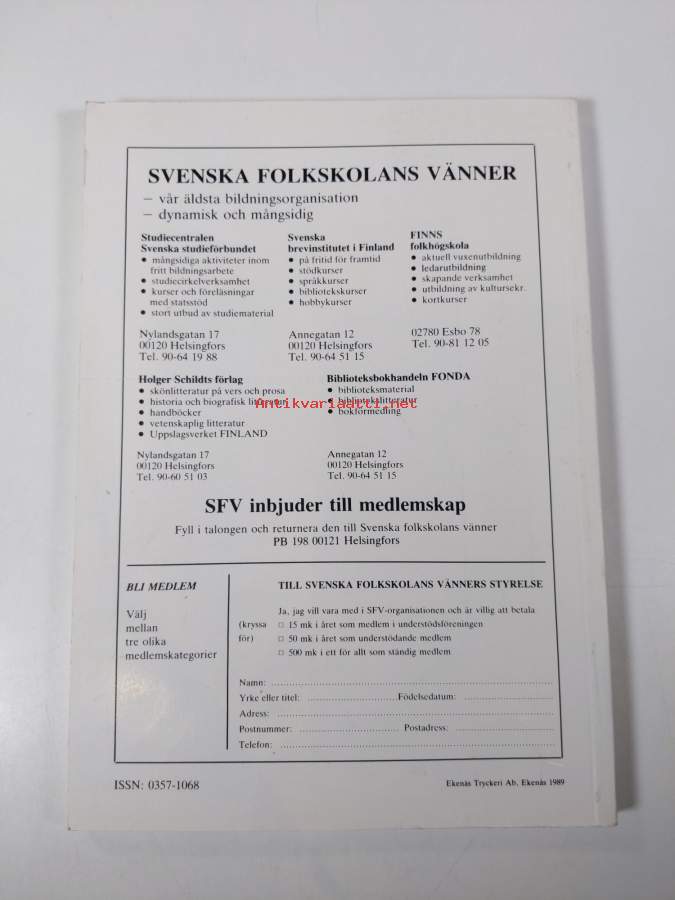 SVENSKA FOLKSKOLANS VÄNNER
– vår äldsta bildningsorganisation
– dynamisk och mångsidig
Studiecentralen
Svenska studieförbundet
• mångsidiga aktiviteter inom
fritt bildningsarbete
• studiecirkelverksamhet
• kurser och föreläsningar
med statsstöd
• stort utbud av studiematerial
Nylandsgatan 17
00120 Helsingfors
Tel. 90-64 19 88
Svenska
brevinstitutet i Finland
• på fritid för framtid
• stödkurser
• språkkurser
• bibliotekskurser
• hobbykurser
Annegatan 12
00120 Helsingfors
Tel. 90-64 51 15
FINNS
folkhögskola
• aktuell vuxenutbildning
• ledarutbildning
• skapande verksamhet
• utbildning av kultursekr.
• kortkurser
02780 Esbo 78
Tel. 90-81 12 05
Holger Schildts förlag
• skönlitteratur på vers och prosa
• historia och biografisk litteratur
• handböcker
• vetenskaplig litteratur
• Uppslagsverket FINLAND
Nylandsgatan 17
00120 Helsingfors
Tel. 90-60 51 03
Biblioteksbokhandeln FONDA
• biblioteksmaterial
• bibliotekslitteratur
• bokförmedling
Annegatan 12
00120 Helsingfors
Tel. 90-64 51 15
Antikvariaatti.net
SFV inbjuder till medlemskap
Fyll i talongen och returnera den till Svenska folkskolans vänner
PB 198 00121 Helsingfors
BLI MEDLEM
Välj
mellan
tre olika
medlemskategorier
TILL SVENSKA FOLKSKOLANS VÄNNERS STYRELSE
Ja, jag vill vara med i SFV-organisationen och är villig att betala
(kryssa □ 15 mk i året som medlem i understödsföreningen
för) □ 50 mk i året som understödande medlem
□ 500 mk i ett för allt som ständig medlem
Namn:
Yrke eller titel: Födelsedatum:
Adress:
Postnummer: Postadress:
Telefon:
ISSN: 0357-1068
Ekenäs Tryckeri Ab, Ekenäs 1989